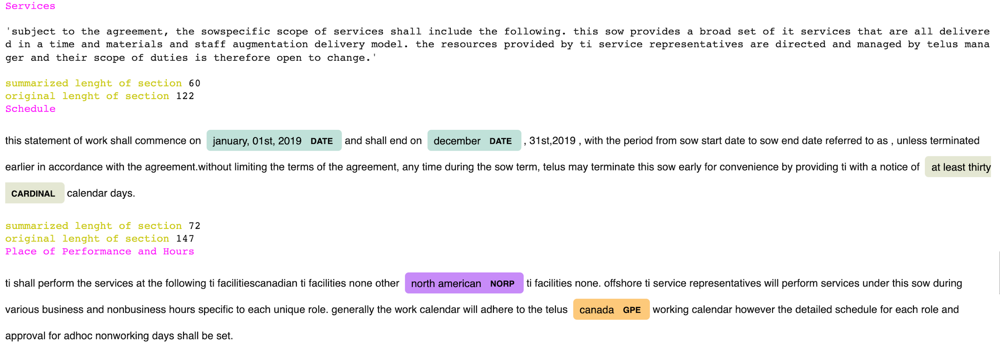 Services
'subject to the agreement, the sowspecific scope of services shall include the following. this sow provides a broad set of it services that are all delivere
d in a time and materials and staff augmentation delivery model. the resources provided by ti service representatives are directed and managed by telus mana
ger and their scope of duties is therefore open to change.'
summarized lenght of section 60
original lenght of section 122
Schedule
this statement of work shall commence on january, 01st, 2019 DATE and shall end on december DATE , 31st,2019 , with the period from sow start date to sow end date referred to as , unless terminated
earlier in accordance with the agreement.without limiting the terms of the agreement, any time during the sow term, telus may terminate this sow early for convenience by providing ti with a notice of at least thirty
CARDINAL calendar days.
summarized lenght of section 72
original lenght of section 147
Place of Performance and Hours
ti shall perform the services at the following ti facilitiescanadian ti facilities none other north american NORP ti facilities none. offshore ti service representatives will perform services under this sow during
various business and nonbusiness hours specific to each unique role. generally the work calendar will adhere to the telus canada GPE working calendar however the detailed schedule for each role and
approval for adhoc nonworking days shall be set.